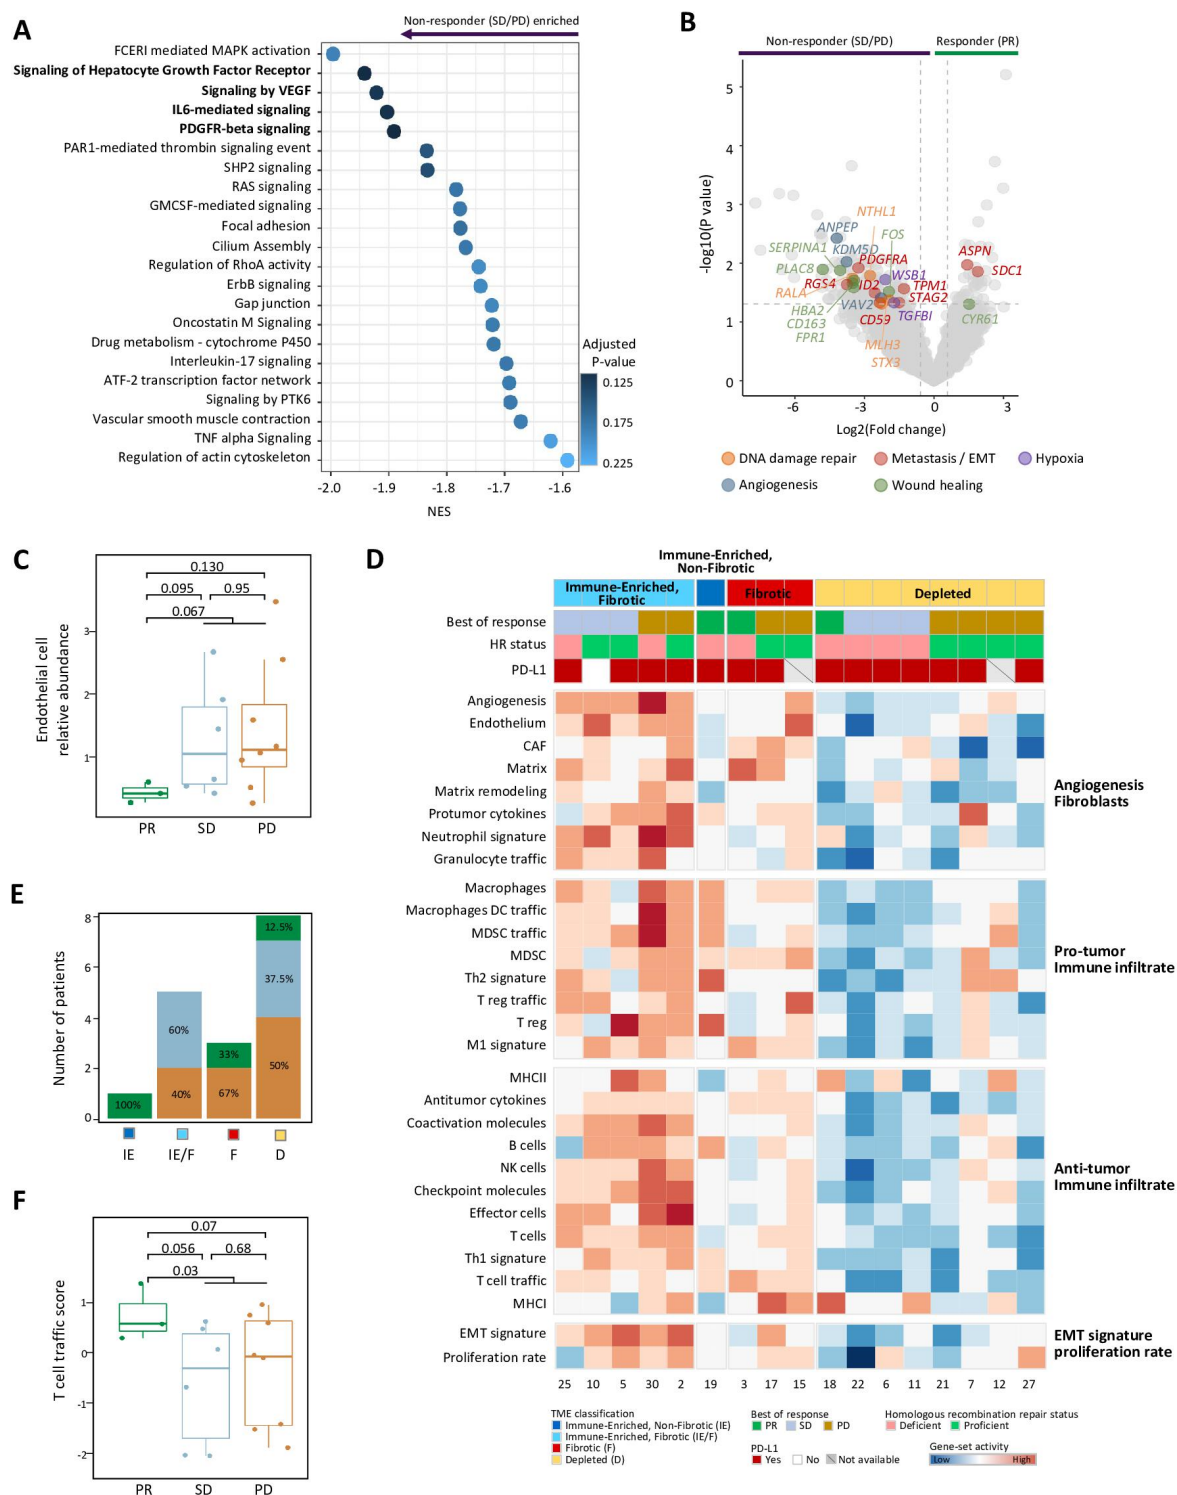 A
Non-responder (SD/PD) enriched
FCERI mediated MAPK activation
Signaling of Hepatocyte Growth Factor Receptor
Signaling by VEGF
IL6-mediated signaling
PDGFR-beta signaling
PAR1-mediated thrombin signaling event
SHP2 signaling
RAS signaling
GMCSF-mediated signaling
Focal adhesion
Cilium Assembly
Regulation of RhoA activity
ErbB signaling
Gap junction
Oncostatin M Signaling
Drug metabolism - cytochrome P450
Interleukin-17 signaling
ATF-2 transcription factor network
Signaling by PTK6
Vascular smooth muscle contraction
TNF alpha Signaling
Regulation of actin cytoskeleton
-2.0 -1.9 -1.8 -1.7 -1.6
NES
Adjusted
P-value
0.125
0.175
0.225
B
Non-responder (SD/PD) Responder (PR)
-log10(P value)
5
4
3
2
1
0
NTHL1
ANPEP
FOS
SERPINA1
KDM5D
ASPN
PLAC8
PDGFRA
SDC1
WSB1
RGS4
ID2
TPM1
RALA
STAG2
VAV2
HBA2
CD59
TGFBI
CYR61
CD163
FPR1
MLH3
STX3
-6 -3 0 3
Log2(Fold change)
DNA damage repair
Metastasis / EMT
Hypoxia
Angiogenesis
Wound healing
C
Endothelial cell
relative abundance
3
2
1
0.130
0.095 0.95
0.067
PR SD PD
D
Immune-Enriched,
Non-Fibrotic
Immune-Enriched,
Fibrotic
Fibrotic
Depleted
Best of response
HR status
PD-L1
Angiogenesis
Endothelium
CAF
Matrix
Matrix remodeling
Protumor cytokines
Neutrophil signature
Granulocyte traffic
Angiogenesis
Fibroblasts
Macrophages
Macrophages DC traffic
MDSC traffic
MDSC
Th2 signature
T reg traffic
T reg
M1 signature
Pro-tumor
Immune infiltrate
MHCII
Antitumor cytokines
Coactivation molecules
B cells
NK cells
Checkpoint molecules
Effector cells
T cells
Th1 signature
T cell traffic
MHCI
Anti-tumor
Immune infiltrate
EMT signature
Proliferation rate
EMT signature
proliferation rate
25 10 5 30 2 19 3 17 15 18 22 6 11 21 7 12 27
TME classification
Immune-Enriched, Non-Fibrotic (IE)
Immune-Enriched, Fibrotic (IE/F)
Fibrotic (F)
Depleted (D)
Best of response
PR SD PD
PD-L1
Yes No Not available
Homologous recombination repair status
Deficient Proficient
Gene-set activity
Low High
E
Number of patients
8
6
4
2
0
100%
60%
40%
33%
67%
12.5%
37.5%
50%
IE IE/F F D
F
T cell traffic score
1
0
-1
-2
0.07
0.056 0.68
0.03
PR SD PD